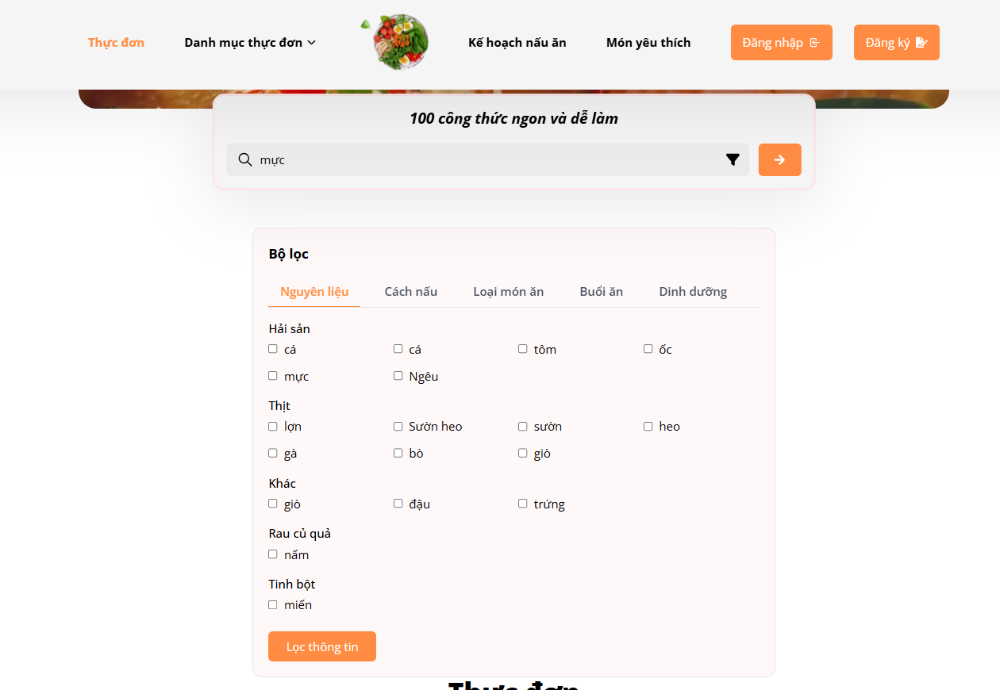 Thực đơn Danh mục thực đơn Kế hoạch nấu ăn Món yêu thích Đăng nhập Đăng ký
100 công thức ngon và dễ làm
mực
Bộ lọc
Nguyên liệu Cách nấu Loại món ăn Buổi ăn Dinh dưỡng
Hải sản
cá cá tôm ốc
mực Ngêu
Thịt
lợn Sườn heo sườn heo
gà bò giò
Khác
giò đậu trứng
Rau củ quả
nấm
Tinh bột
miến
Lọc thông tin
Thực đơn